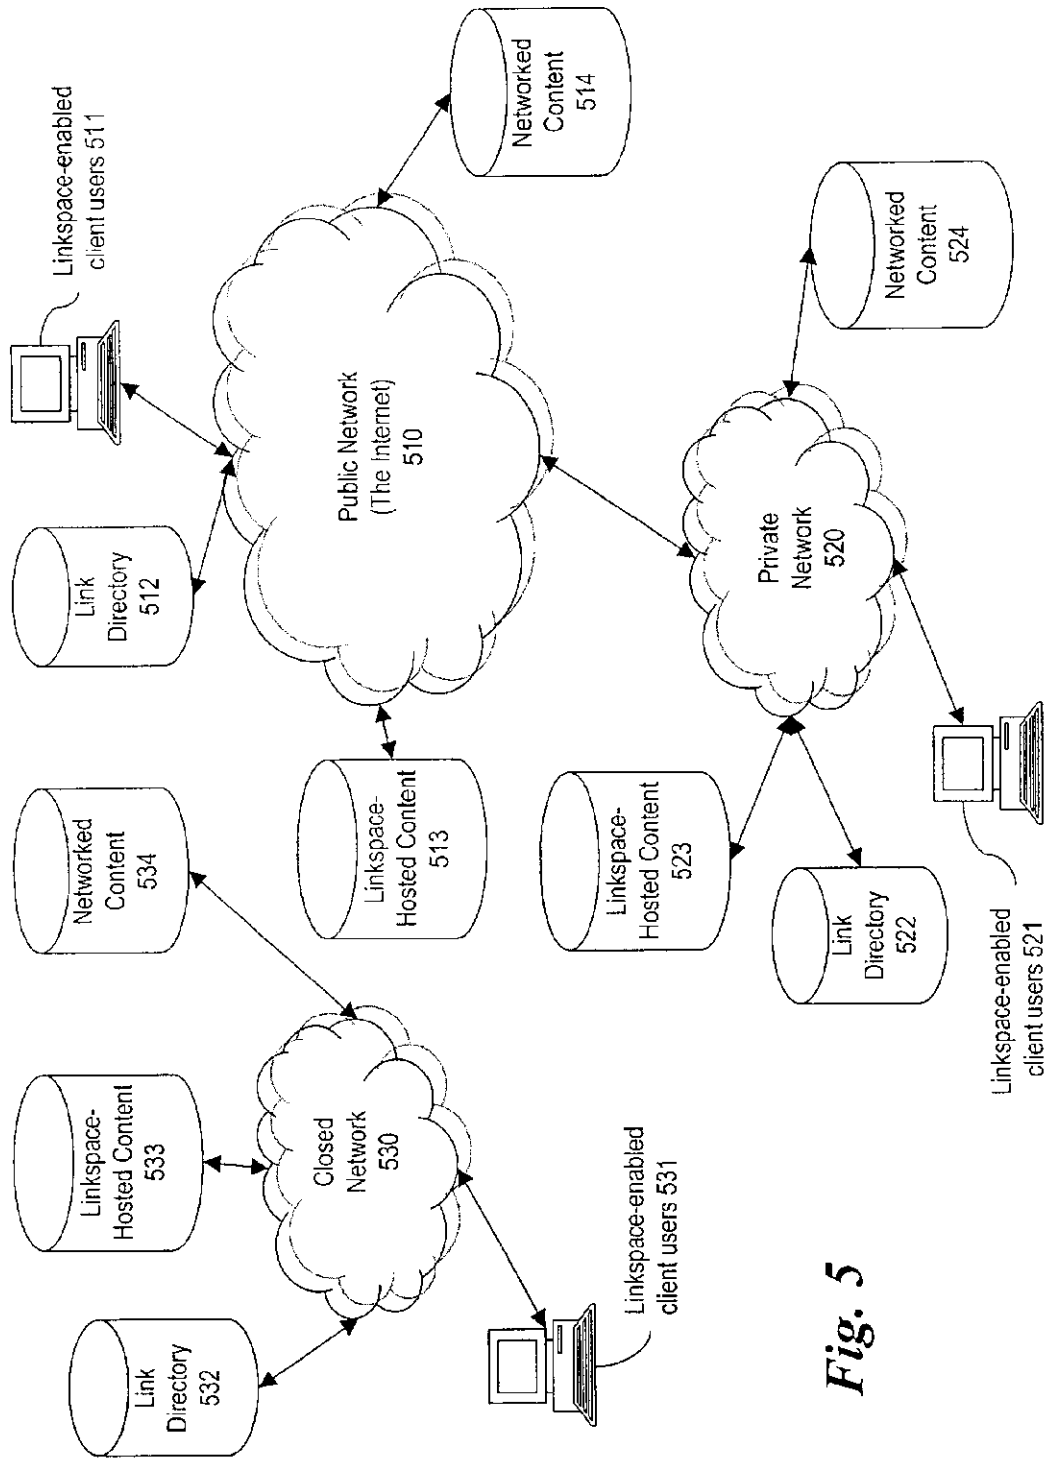 Link
Directory
532
Linkspace-
Hosted Content
533
Networked
Content
534
Link
Directory
512
Linkspace-enabled
client users 511
Closed
Network
530
Linkspace-
Hosted Content
513
Public Network
(The Internet)
510
Networked
Content
514
Linkspace-enabled
client users 531
Linkspace-
Hosted Content
523
Link
Directory
522
Private
Network
520
Networked
Content
524
Linkspace-enabled
client users 521
Fig. 5